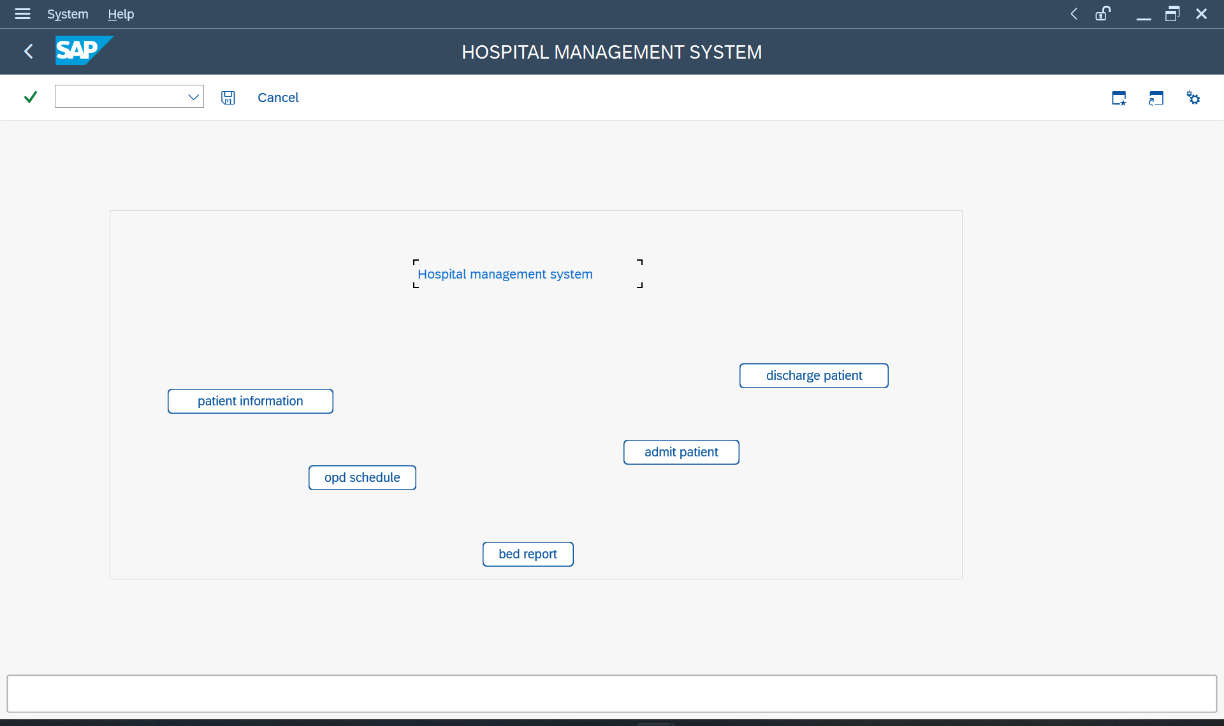 System Help
SAP HOSPITAL MANAGEMENT SYSTEM
Cancel
Hospital management system
discharge patient
patient information
admit patient
opd schedule
bed report